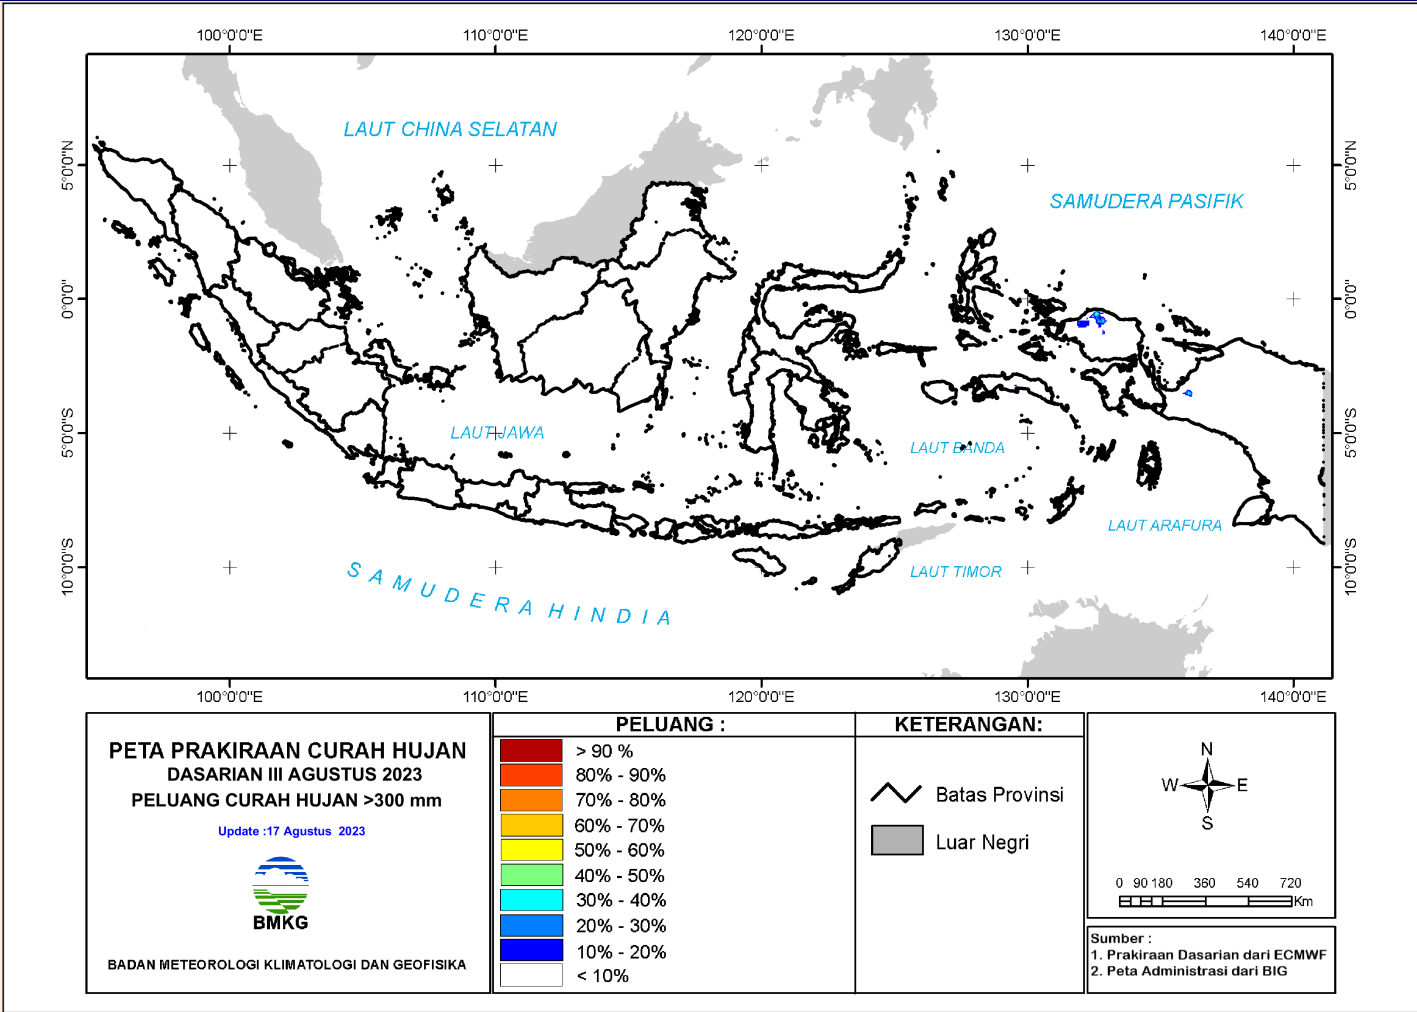 100°0'0"E 110°0'0"E 120°0'0"E 130°0'0"E 140°0'0"E
LAUT CHINA SELATAN
5°0'0"N 5°0'0"N
SAMUDERA PASIFIK
0°0'0" 0°0'0"
LAUT JAWA
5°0'0"S 5°0'0"S
LAUT BANDA
LAUT ARAFURA
10°0'0"S 10°0'0"S
LAUT TIMOR
SAMUDERA HINDIA
100°0'0"E 110°0'0"E 120°0'0"E 130°0'0"E 140°0'0"E
PETA PRAKIRAAN CURAH HUJAN
DASARIAN III AGUSTUS 2023
PELUANG CURAH HUJAN >300 mm
Update :17 Agustus 2023
BMKG
BADAN METEOROLOGI KLIMATOLOGI DAN GEOFISIKA
PELUANG :
> 90 %
80% - 90%
70% - 80%
60% - 70%
50% - 60%
40% - 50%
30% - 40%
20% - 30%
10% - 20%
< 10%
KETERANGAN:
Batas Provinsi
Luar Negri
N
W E
S
0 90 180 360 540 720
Km
Sumber :
1. Prakiraan Dasarian dari ECMWF
2. Peta Administrasi dari BIG